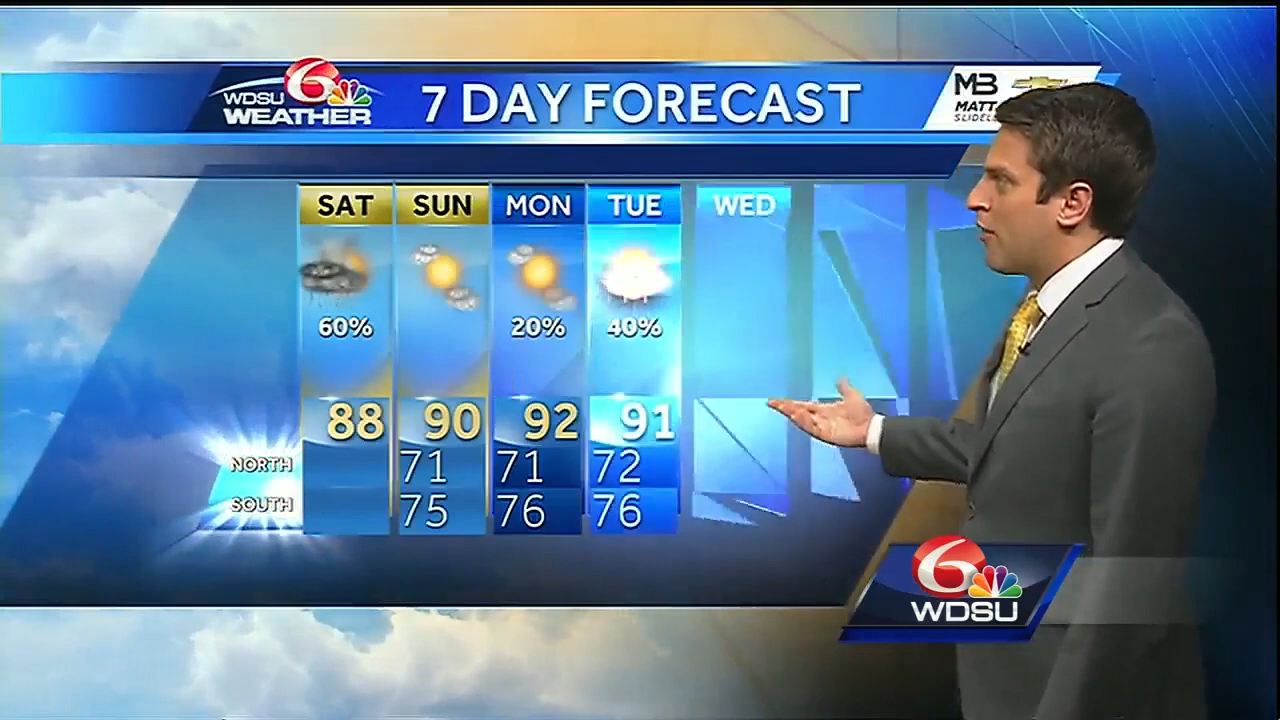 WDSU 6
WEATHER
7 DAY FORECAST
MB
MATT
SLIDELL
SAT SUN MON TUE WED
60% 20% 40%
88 90 92 91
NORTH 71 71 72
SOUTH 75 76 76
6
WDSU